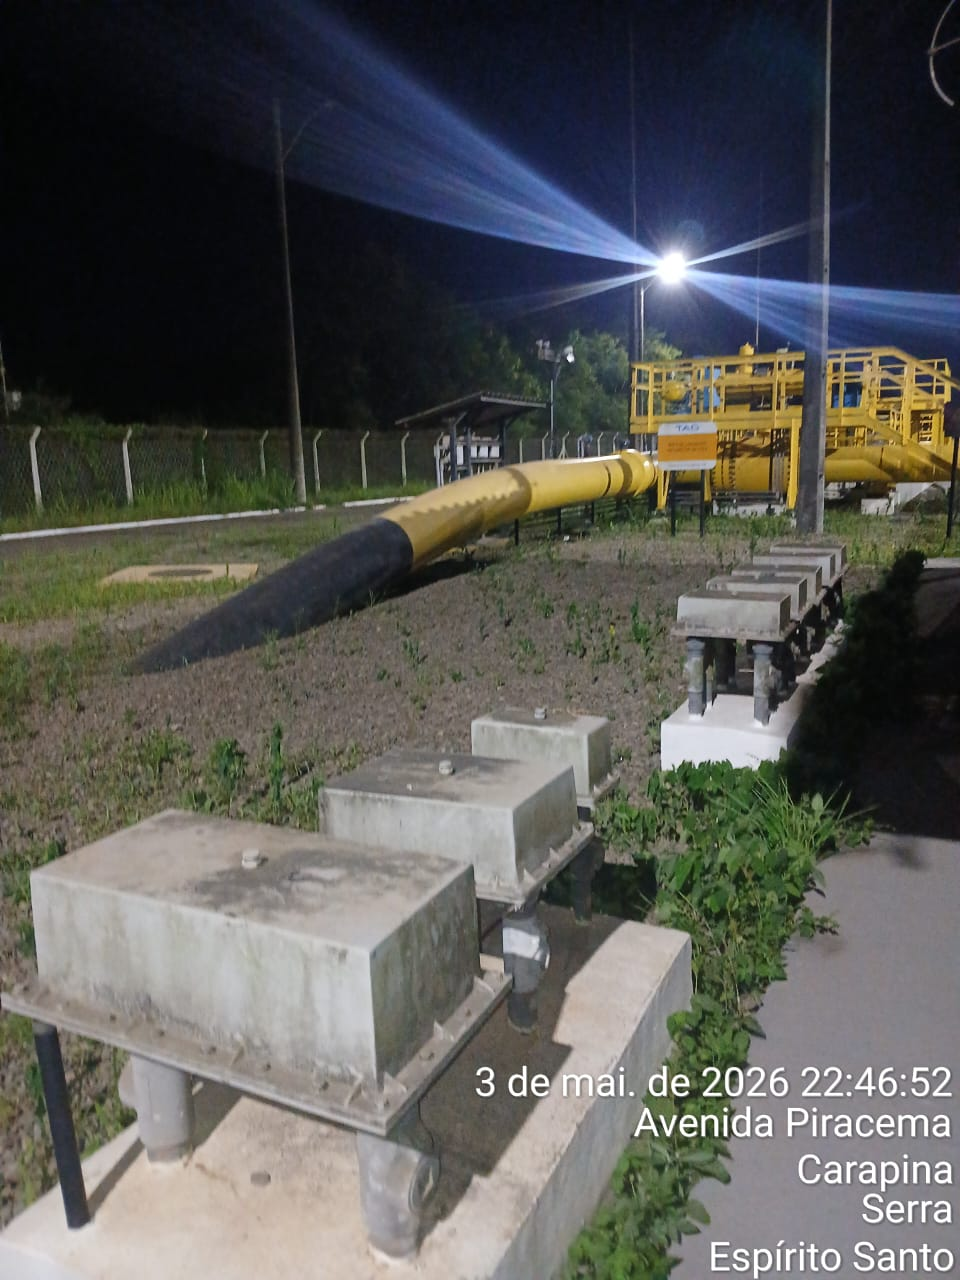 TAG
3 de mai. de 2026 22:46:52
Avenida Piracema
Carapina
Serra
Espírito Santo